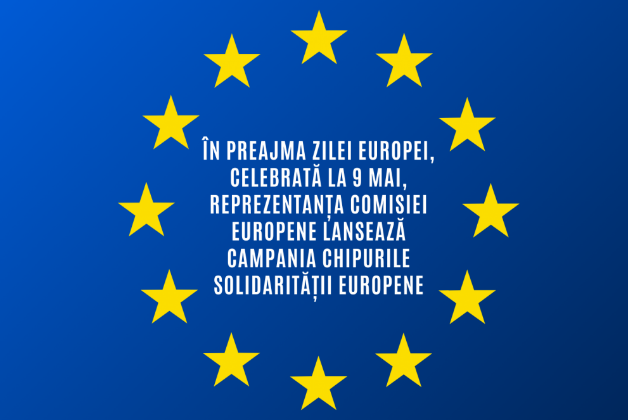 ÎN PREAJMA ZILEI EUROPEI,
CELEBRATĂ LA 9 MAI,
REPREZENTANȚA COMISIEI
EUROPENE LANSEAZĂ
CAMPANIA CHIPURILE
SOLIDARITĂȚII EUROPENE